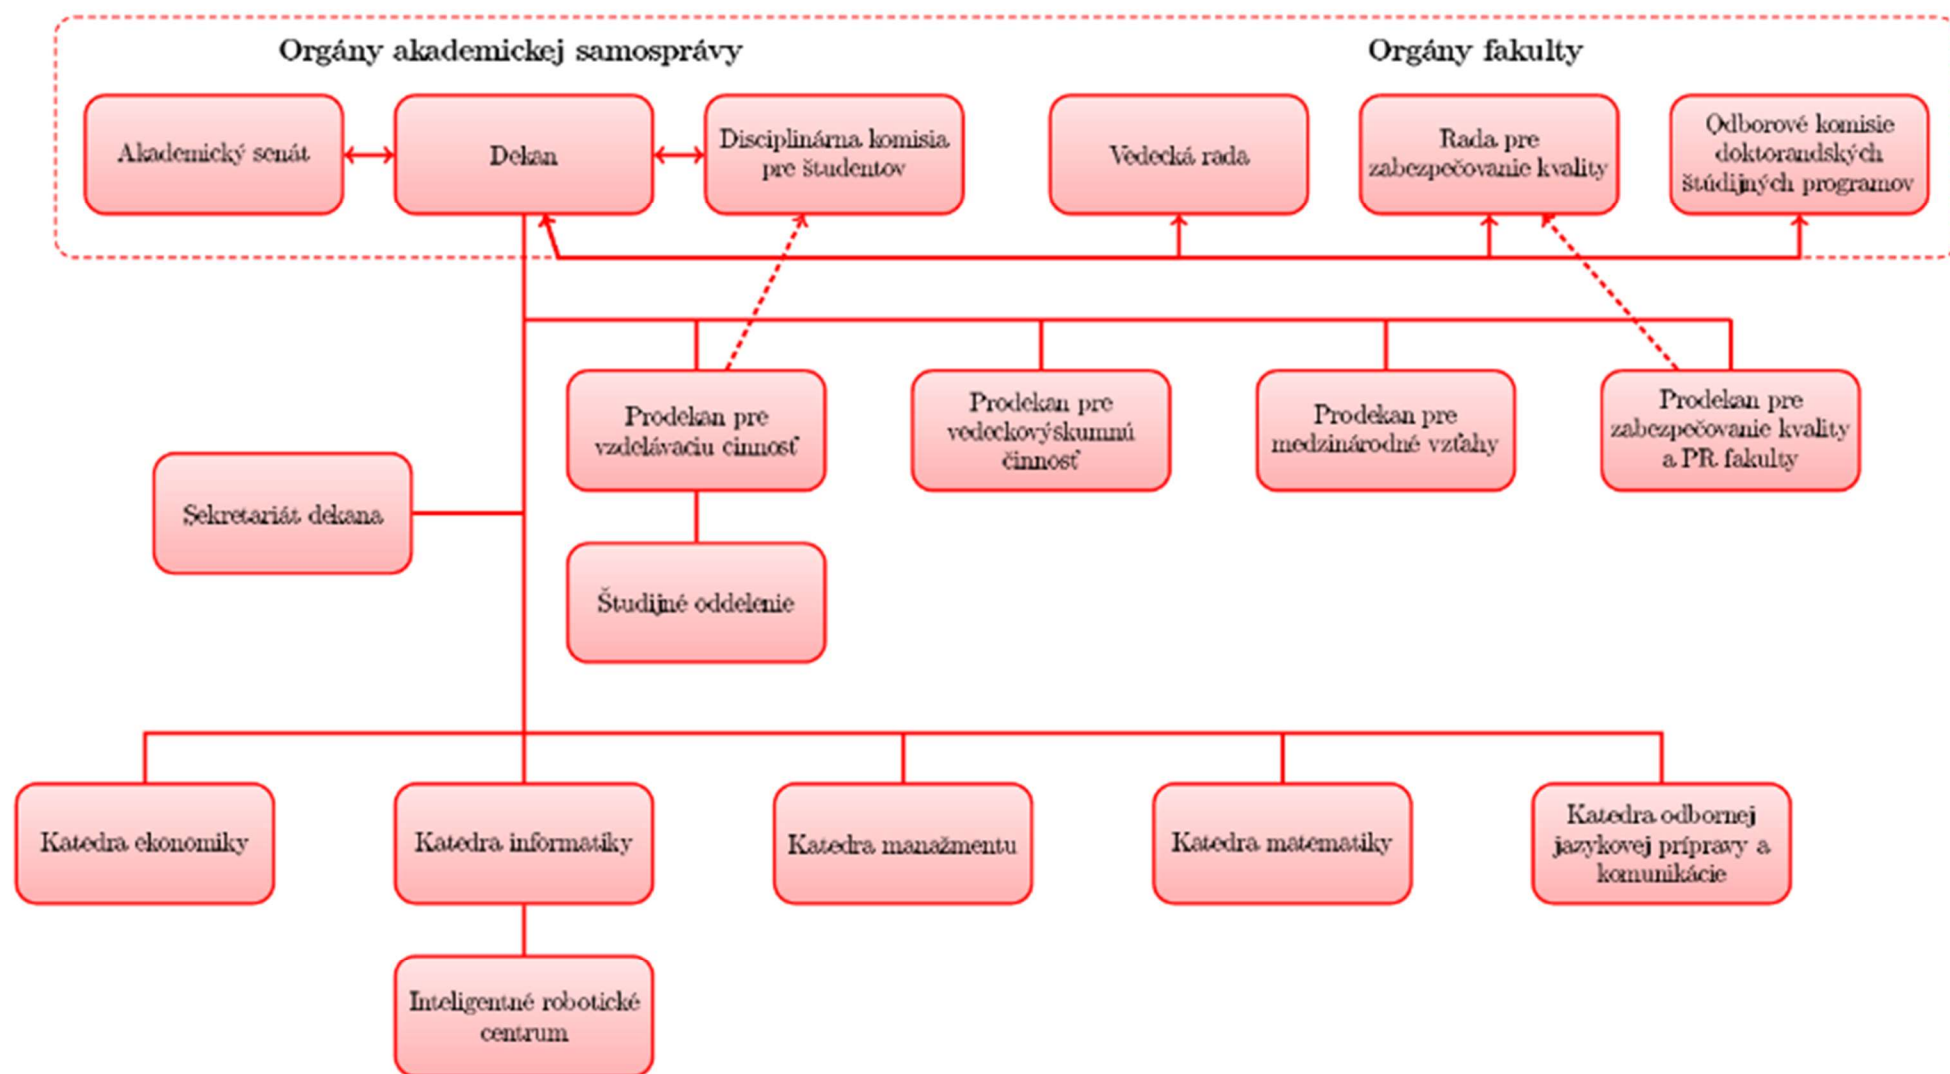 Orgány akademickej samosprávy
Orgány fakulty
Akademický senát
Dekan
Disciplinárna komisia
pre študentov
Vedecká rada
Rada pre
zabezpečovanie kvality
Odborové komisie
doktorandských
štúdijných programov
Prodekan pre
vzdelávaciu cinnosť
Prodekan pre
vedeckovýskumnú
činnosť
Prodekan pre
medzinárodné vzťahy
Prodekan pre
zabezpečovanie kvality
a PR fakulty
Sekretariát dekana
Študijné oddelenie
Katedra ekonomiky
Katedra informatiky
Katedra manažmentu
Katedra matematiky
Katedra odbornej
jazykovej prípravy a
komunikácie
Inteligentné robotické
centrum